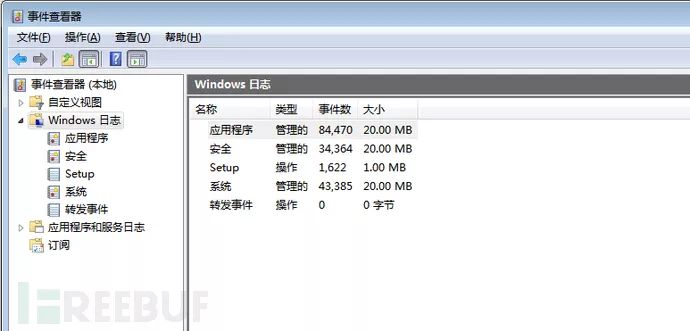 事件查看器
文件(F) 操作(A) 查看(V) 帮助(H)
事件查看器 (本地)
自定义视图
Windows 日志
应用程序
安全
Setup
系统
转发事件
应用程序和服务日志
订阅
Windows 日志
名称 类型 事件数 大小
应用程序 管理的 84,470 20.00 MB
安全 管理的 34,364 20.00 MB
Setup 操作 1,622 1.00 MB
系统 管理的 43,385 20.00 MB
转发事件 操作 0 0 字节
FREEBUF